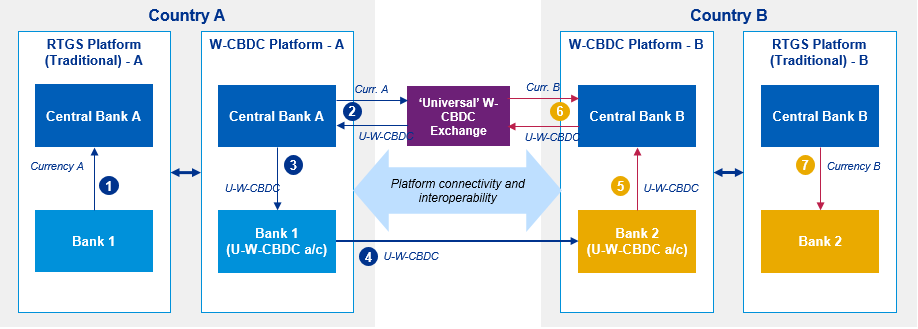 Country A
Country B
RTGS Platform
(Traditional) - A
W-CBDC Platform - A
W-CBDC Platform - B
RTGS Platform
(Traditional) - B
Central Bank A
Central Bank A
Curr. A
2
U-W-CBDC
‘Universal’ W-
CBDC
Exchange
Curr. B
6
U-W-CBDC
Central Bank B
Central Bank B
Currency A
1
3
U-W-CBDC
Platform connectivity and
interoperability
5
U-W-CBDC
7
Currency B
Bank 1
Bank 1
(U-W-CBDC a/c)
4
U-W-CBDC
Bank 2
(U-W-CBDC a/c)
Bank 2